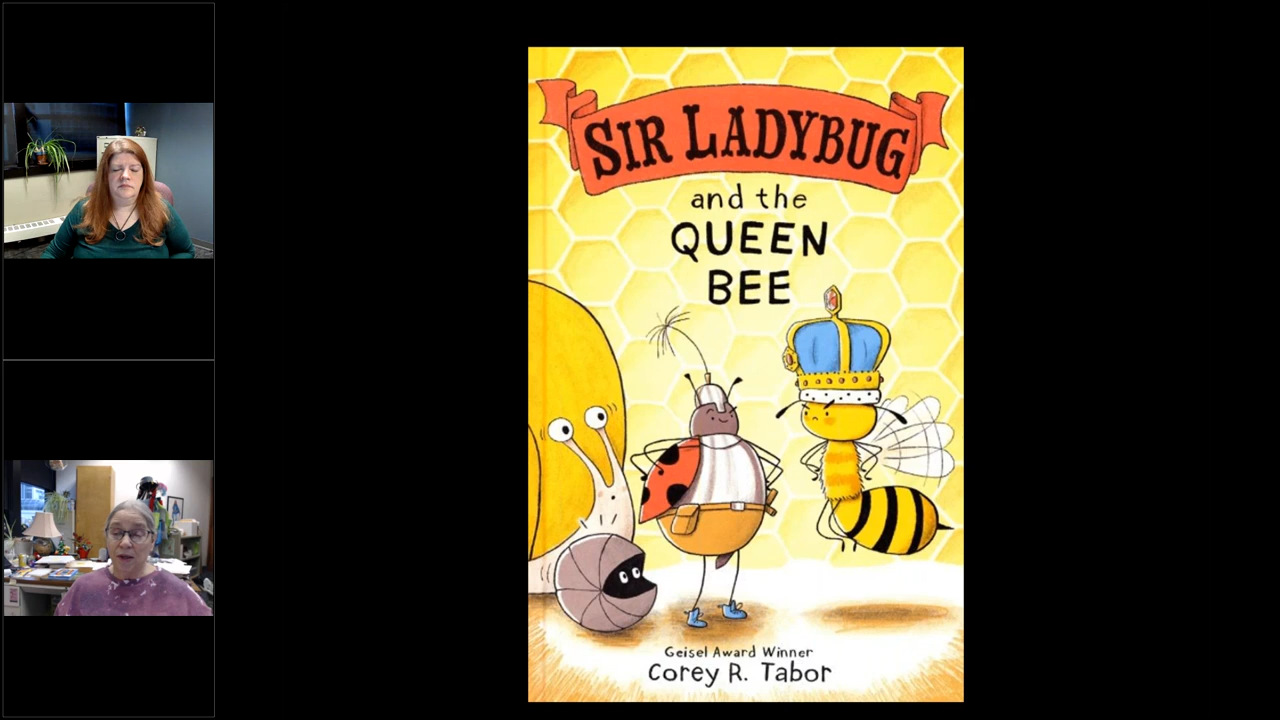 SIR LADYBUG
and the
QUEEN
BEE
Geisel Award Winner
Corey R. Tabor